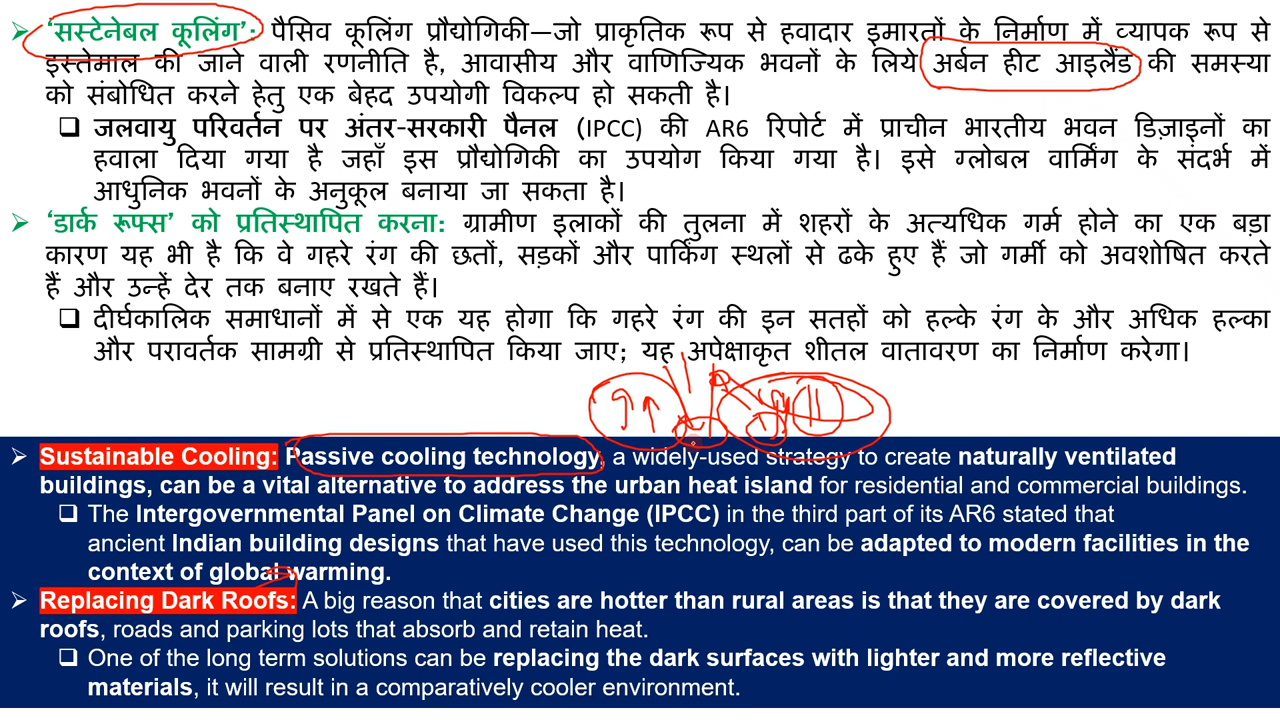 ➢ ‘सस्टेनेबल कूलिंग’: पैसिव कूलिंग प्रौद्योगिकी—जो प्राकृतिक रूप से हवादार इमारतों के निर्माण में व्यापक रूप से
इस्तेमाल की जाने वाली रणनीति है, आवासीय और वाणिज्यिक भवनों के लिये अर्बन हीट आइलैंड की समस्या
को संबोधित करने हेतु एक बेहद उपयोगी विकल्प हो सकती है।
❑ जलवायु परिवर्तन पर अंतर-सरकारी पैनल (IPCC) की AR6 रिपोर्ट में प्राचीन भारतीय भवन डिज़ाइनों का
हवाला दिया गया है जहाँ इस प्रौद्योगिकी का उपयोग किया गया है। इसे ग्लोबल वार्मिंग के संदर्भ में
आधुनिक भवनों के अनुकूल बनाया जा सकता है।
➢ ‘डार्क रूफ्स’ को प्रतिस्थापित करना: ग्रामीण इलाकों की तुलना में शहरों के अत्यधिक गर्म होने का एक बड़ा
कारण यह भी है कि वे गहरे रंग की छतों, सड़कों और पार्किंग स्थलों से ढके हुए हैं जो गर्मी को अवशोषित करते
हैं और उन्हें देर तक बनाए रखते हैं।
❑ दीर्घकालिक समाधानों में से एक यह होगा कि गहरे रंग की इन सतहों को हल्के रंग के और अधिक हल्का
और परावर्तक सामग्री से प्रतिस्थापित किया जाए; यह अपेक्षाकृत शीतल वातावरण का निर्माण करेगा।
➢ Sustainable Cooling: Passive cooling technology, a widely-used strategy to create naturally ventilated
buildings, can be a vital alternative to address the urban heat island for residential and commercial buildings.
❑ The Intergovernmental Panel on Climate Change (IPCC) in the third part of its AR6 stated that
ancient Indian building designs that have used this technology, can be adapted to modern facilities in the
context of global warming.
➢ Replacing Dark Roofs: A big reason that cities are hotter than rural areas is that they are covered by dark
roofs, roads and parking lots that absorb and retain heat.
❑ One of the long term solutions can be replacing the dark surfaces with lighter and more reflective
materials, it will result in a comparatively cooler environment.